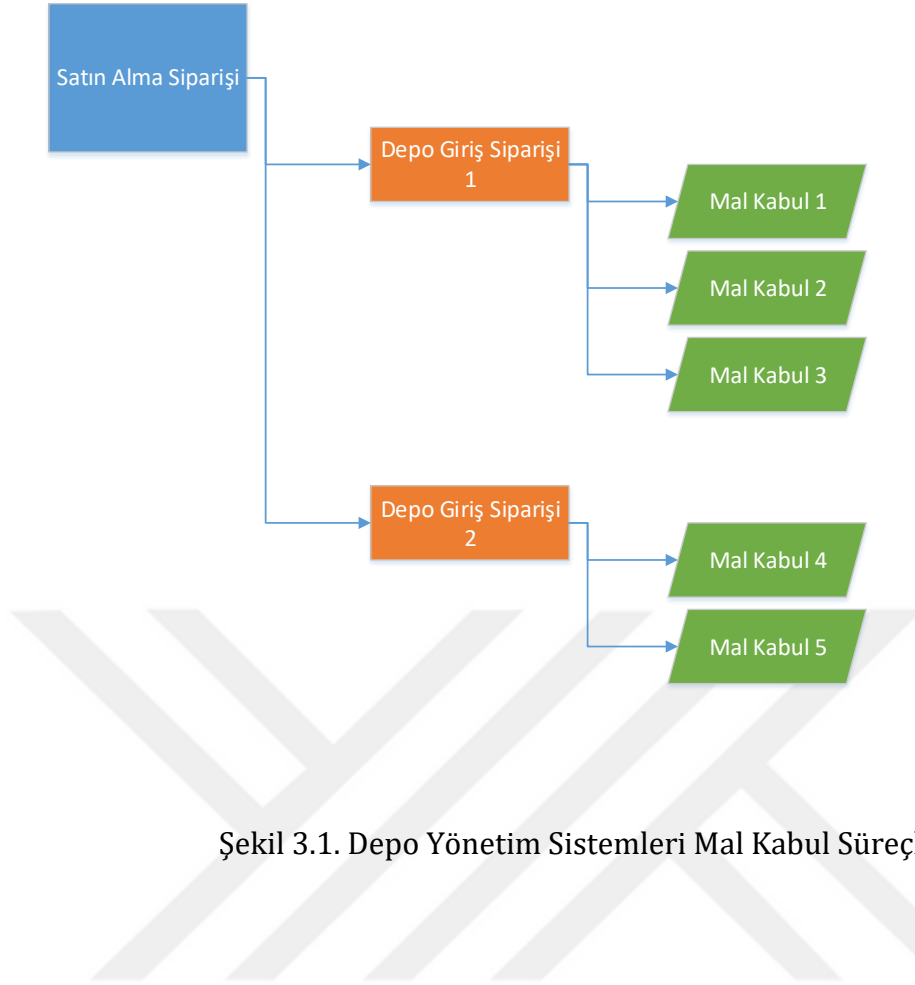 Satın Alma Siparişi
Depo Giriş Siparişi
1
Mal Kabul 1
Mal Kabul 2
Mal Kabul 3
Depo Giriş Siparişi
2
Mal Kabul 4
Mal Kabul 5
Şekil 3.1. Depo Yönetim Sistemleri Mal Kabul